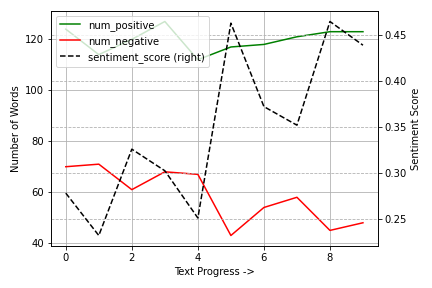 num_positive
num_negative
sentiment_score (right)
Number of Words
120
100
80
60
40
0.45
0.40
0.35
0.30
0.25
Sentiment Score
0 2 4 6 8
Text Progress ->